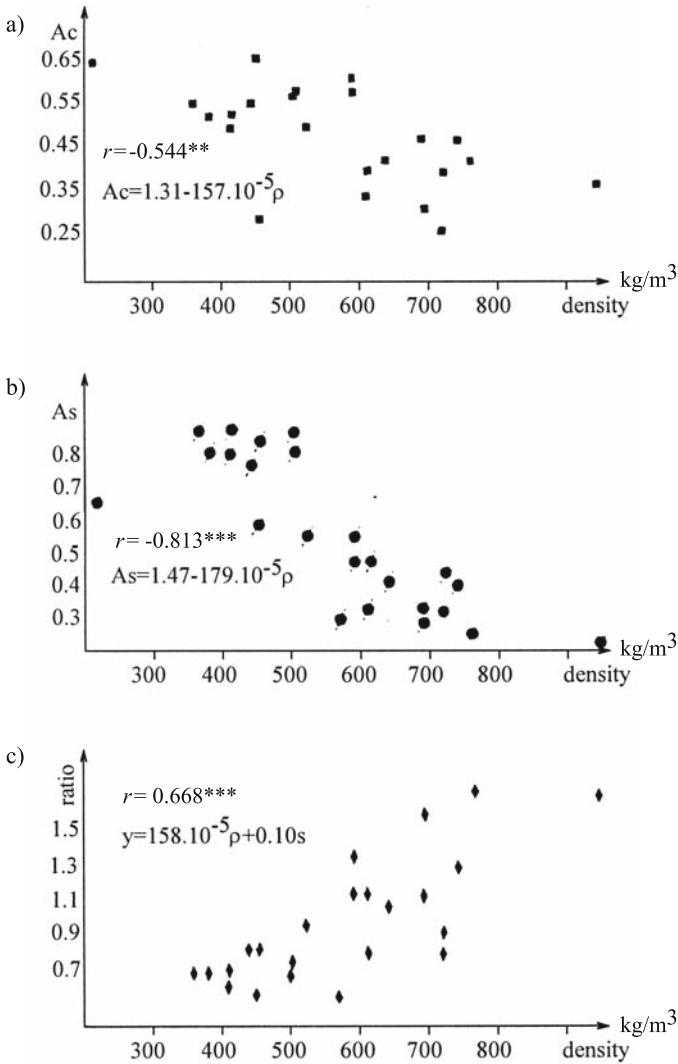 a)
Ac
0.65
0.55
0.45
0.35
0.25
r=-0.544**
Ac=1.31-157.10⁻⁵ρ
kg/m³
300 400 500 600 700 800 density
b)
As
0.8
0.7
0.6
0.5
0.4
0.3
r= -0.813***
As=1.47-179.10⁻⁵ρ
kg/m³
300 400 500 600 700 800 density
c)
ratio
1.5
1.3
1.1
0.9
0.7
r= 0.668***
y=158.10⁻⁵ρ+0.10s
kg/m³
300 400 500 600 700 800 density